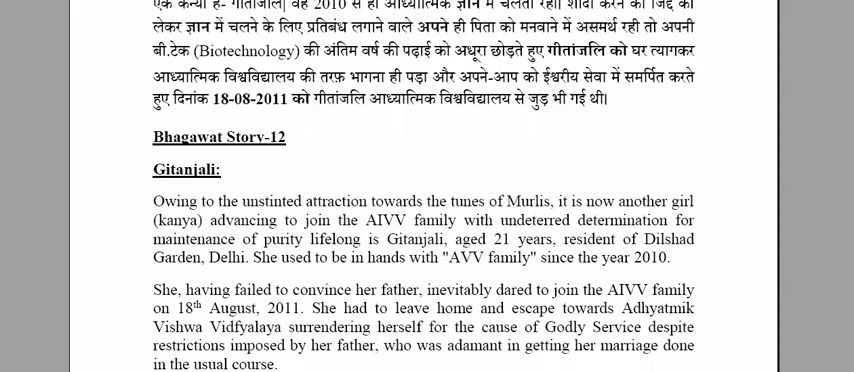 एक कन्या है- गीतांजलि| वह 2010 से ही आध्यात्मिक ज्ञान में चलती रही। शादी करने की जिद्द को
लेकर ज्ञान में चलने के लिए प्रतिबंध लगाने वाले अपने ही पिता को मनवाने में असमर्थ रही तो अपनी
बी.टेक (Biotechnology) की अंतिम वर्ष की पढ़ाई को अधूरा छोड़ते हुए गीतांजलि को घर त्यागकर
आध्यात्मिक विश्वविद्यालय की तरफ़ भागना ही पड़ा और अपने-आप को ईश्वरीय सेवा में समर्पित करते
हुए दिनांक 18-08-2011 को गीतांजलि आध्यात्मिक विश्वविद्यालय से जुड़ भी गई थी।
Bhagawat Story-12
Gitanjali:
Owing to the unstinted attraction towards the tunes of Murlis, it is now another girl
(kanya) advancing to join the AIVV family with undeterred determination for
maintenance of purity lifelong is Gitanjali, aged 21 years, resident of Dilshad
Garden, Delhi. She used to be in hands with "AVV family" since the year 2010.
She, having failed to convince her father, inevitably dared to join the AIVV family
on 18th August, 2011. She had to leave home and escape towards Adhyatmik
Vishwa Vidfyalaya surrendering herself for the cause of Godly Service despite
restrictions imposed by her father, who was adamant in getting her marriage done
in the usual course.